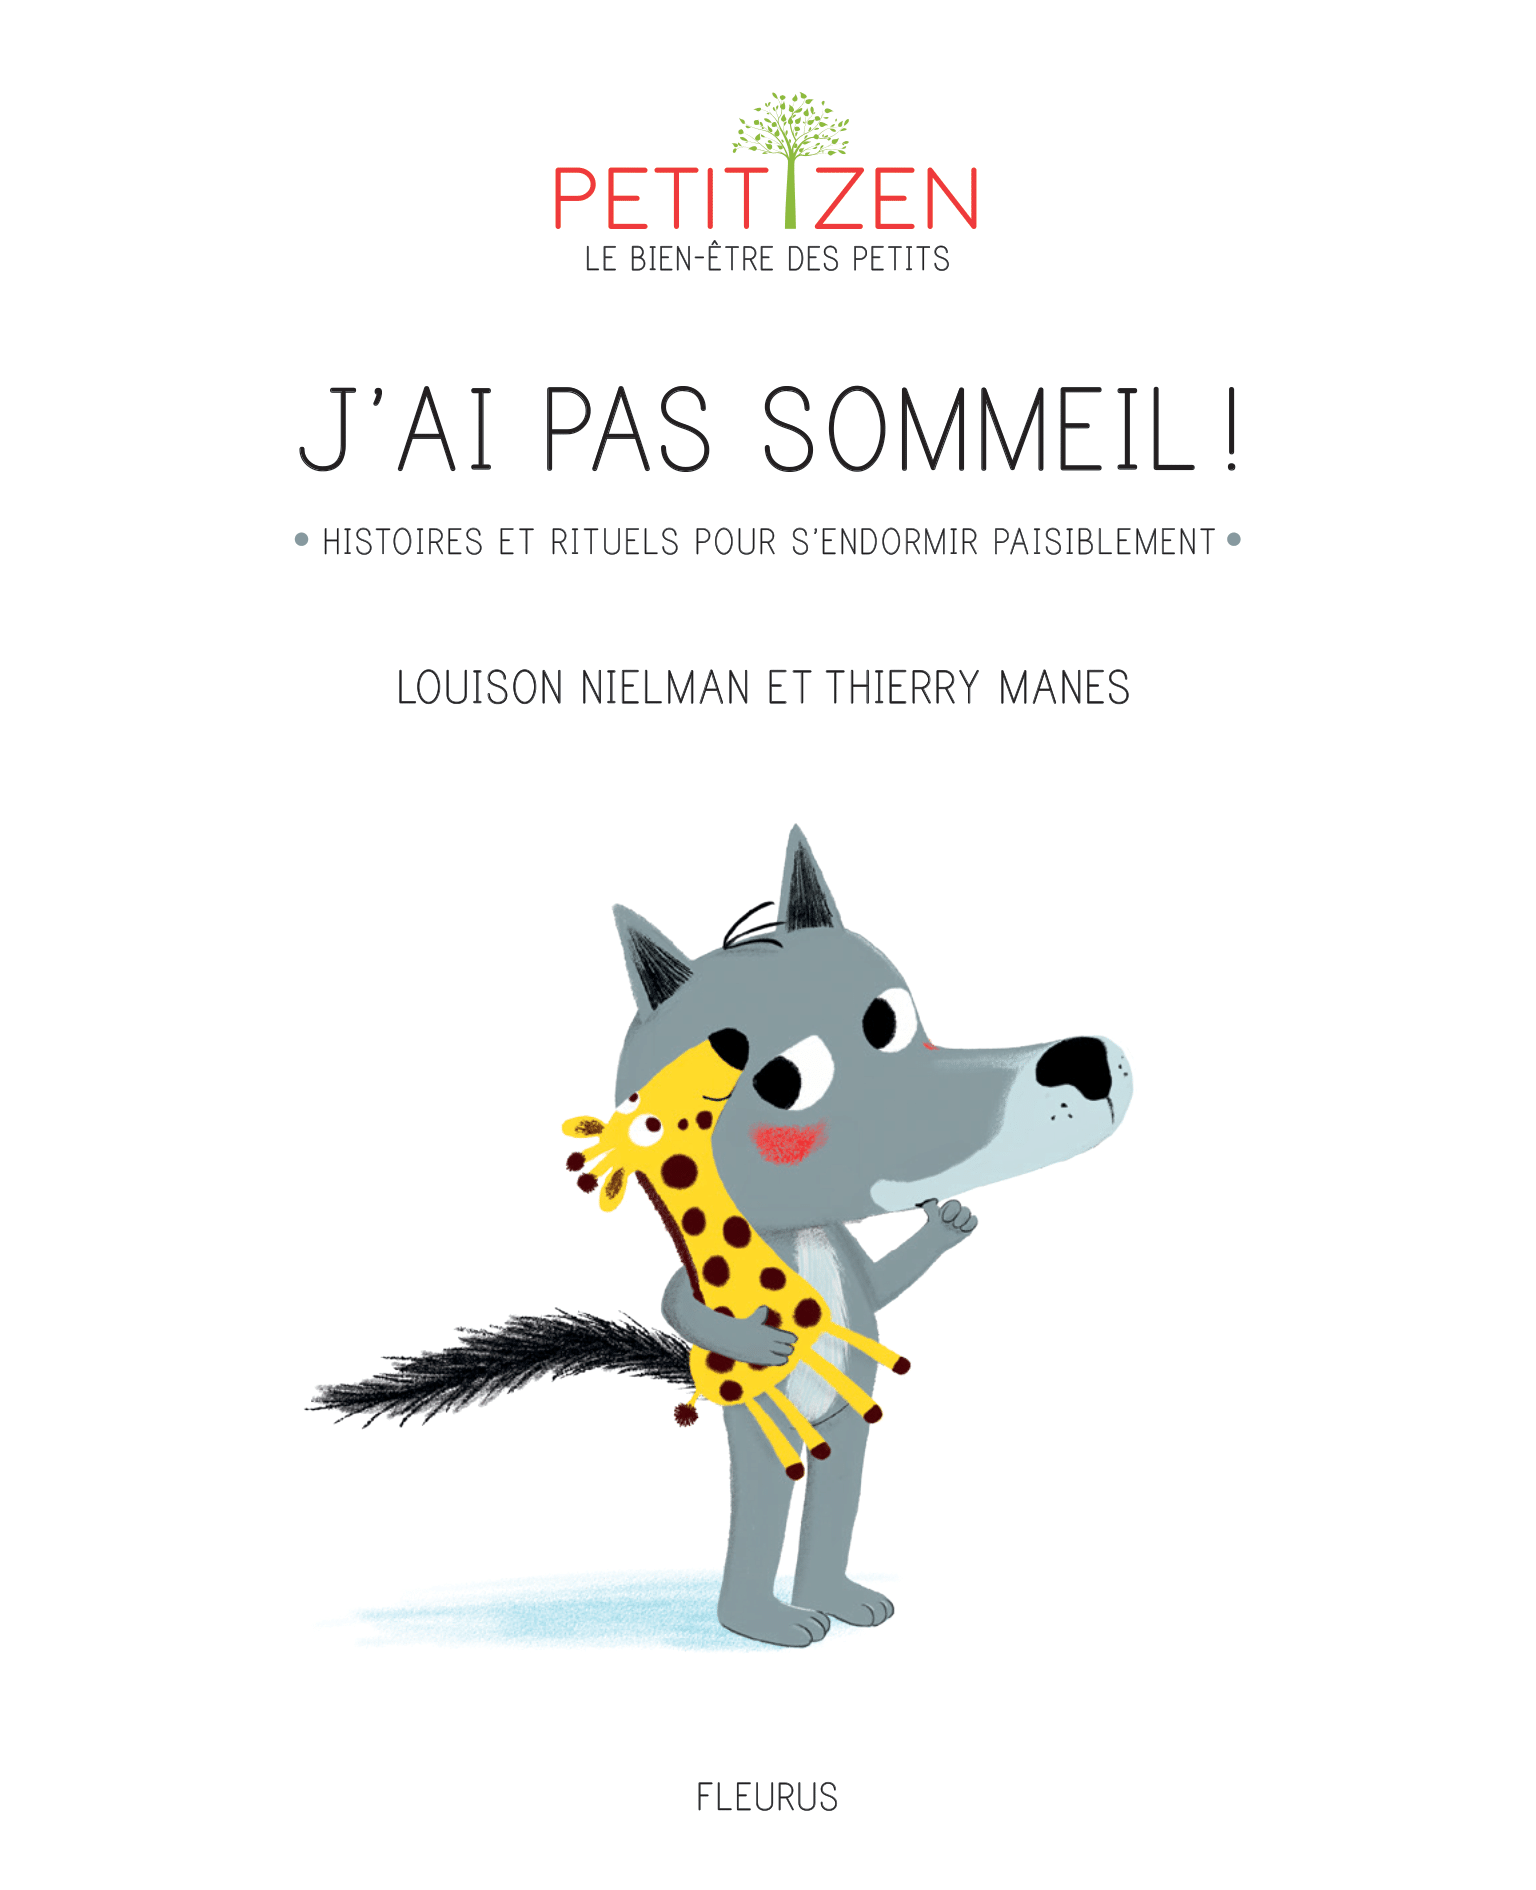 PETIT ZEN
LE BIEN-ÊTRE DES PETITS
J'AI PAS SOMMEIL !
• HISTOIRES ET RITUELS POUR S'ENDORMIR PAISIBLEMENT •
LOUISON NIELMAN ET THIERRY MANES
FLEURUS